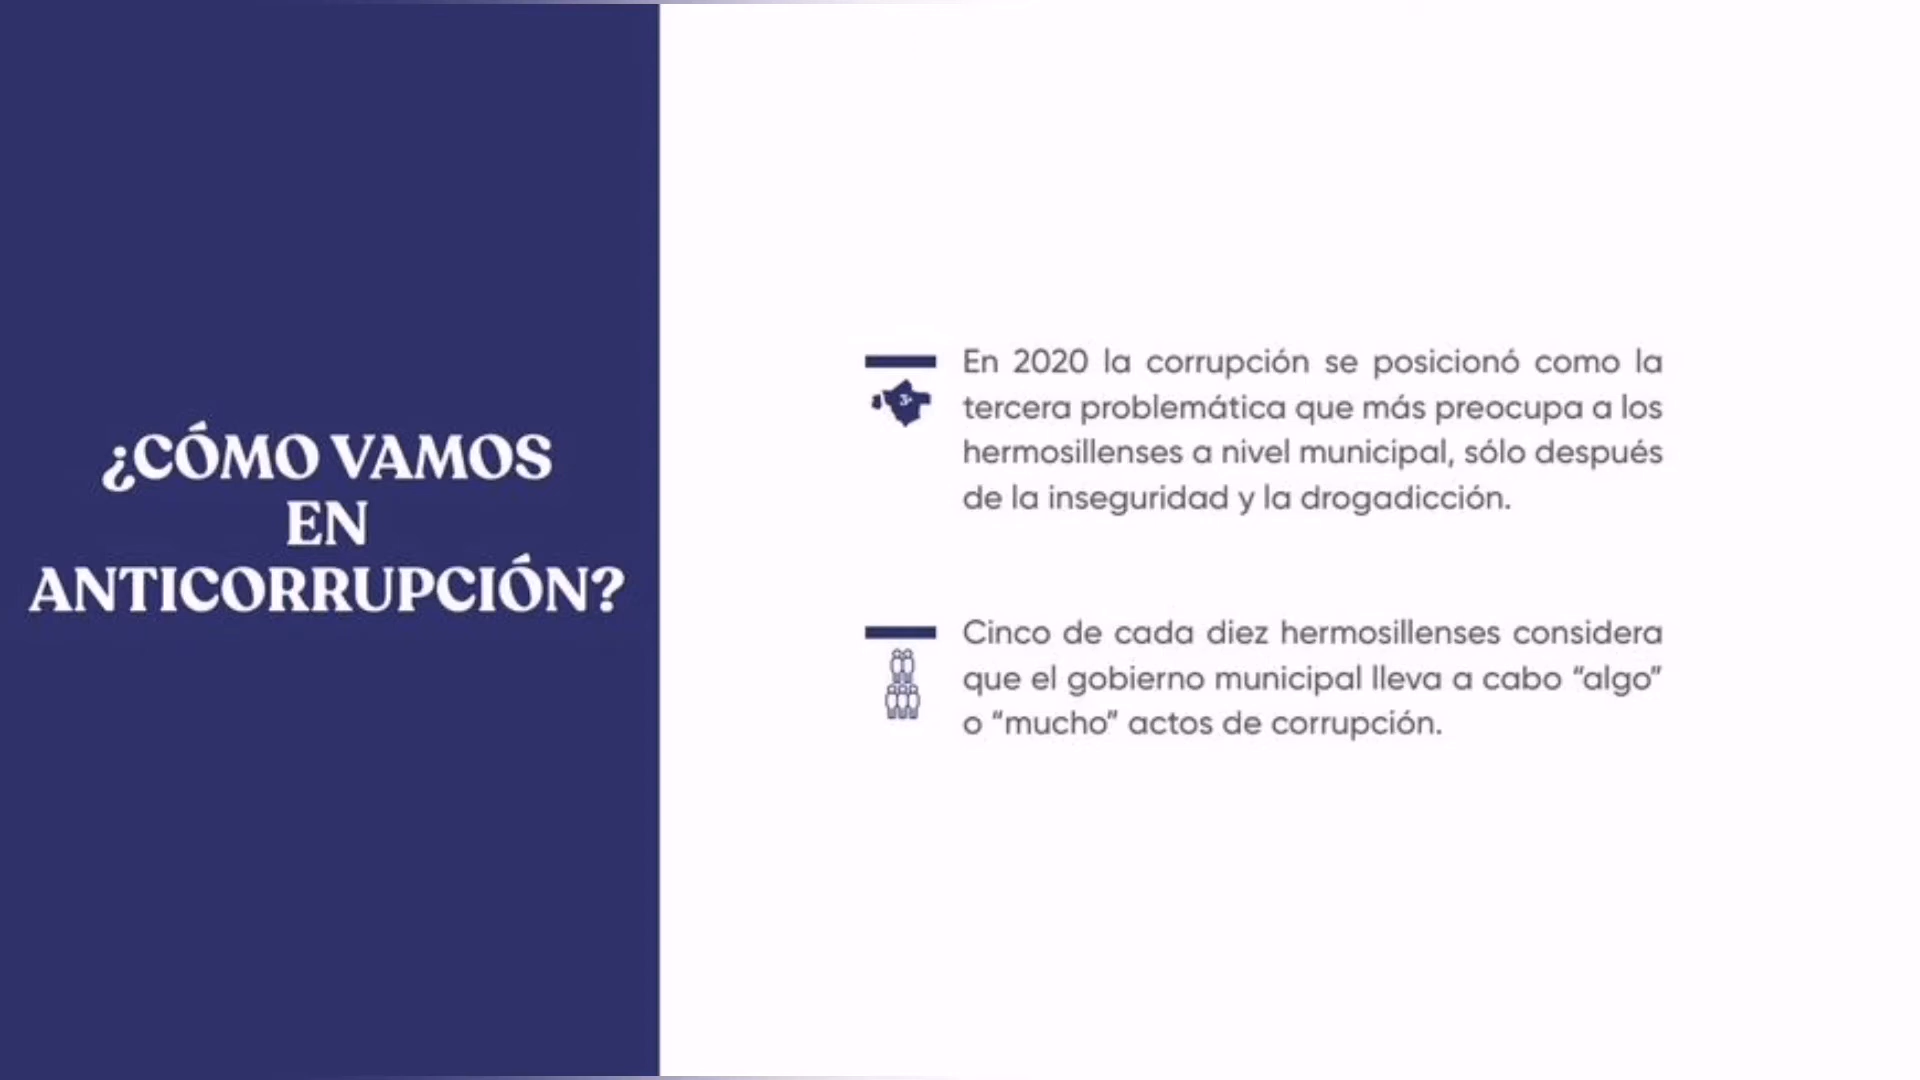 ¿CÓMO VAMOS
EN
ANTICORRUPCIÓN?
En 2020 la corrupción se posicionó como la
tercera problemática que más preocupa a los
hermosillenses a nivel municipal, sólo después
de la inseguridad y la drogadicción.
Cinco de cada diez hermosillenses considera
que el gobierno municipal lleva a cabo “algo”
o “mucho” actos de corrupción.